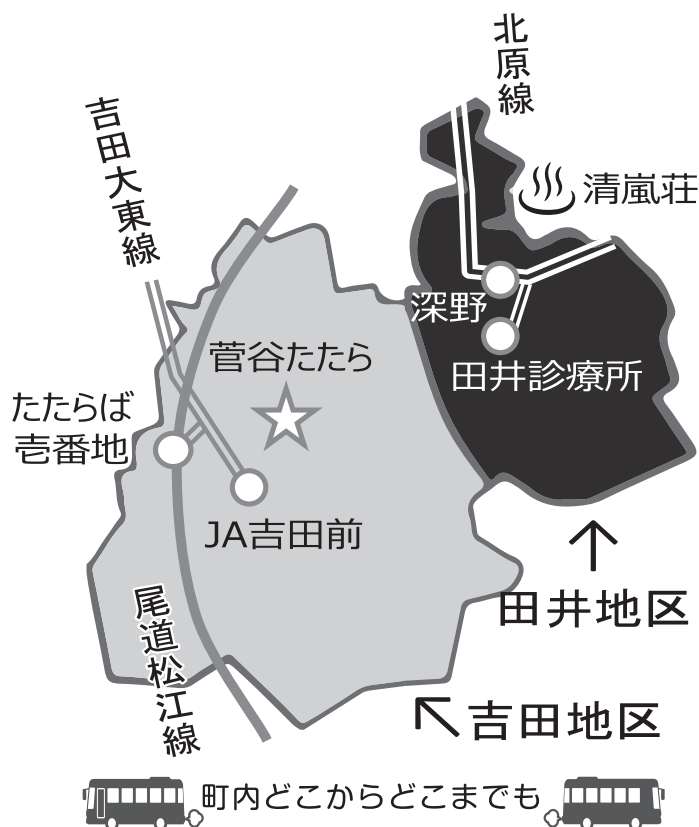 北原線
吉田大東線
清嵐荘
深野
菅谷たたら
田井診療所
たたらば
壱番地
JA吉田前
尾道松江線
田井地区
吉田地区
町内どこからどこまでも